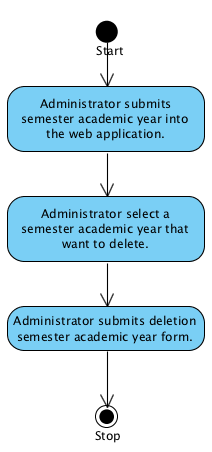 Start
Administrator submits
semester academic year into
the web application.
Administrator select a
semester academic year that
want to delete.
Administrator submits deletion
semester academic year form.
Stop